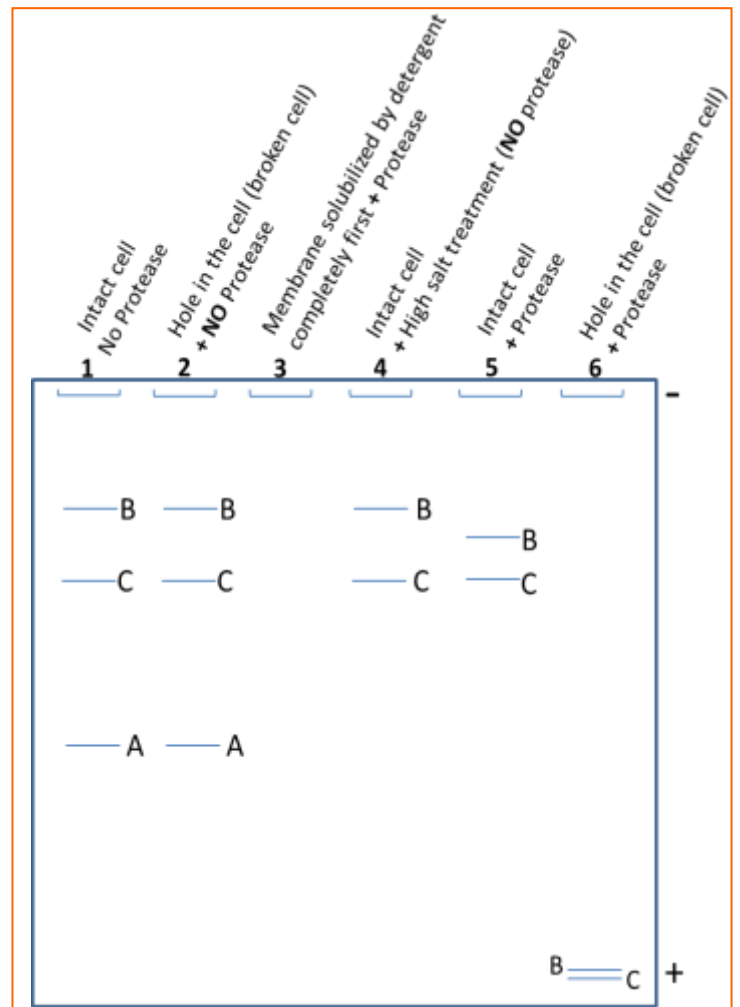 Intact cell
No Protease
Hole in the cell (broken cell)
+ NO Protease
Membrane solubilized by detergent
completely first + Protease
Intact cell
+ High salt treatment (NO protease)
Intact cell
+ Protease
Hole in the cell (broken cell)
+ Protease
1 2 3 4 5 6
-
B B B
B
C C C C
A A
B C +